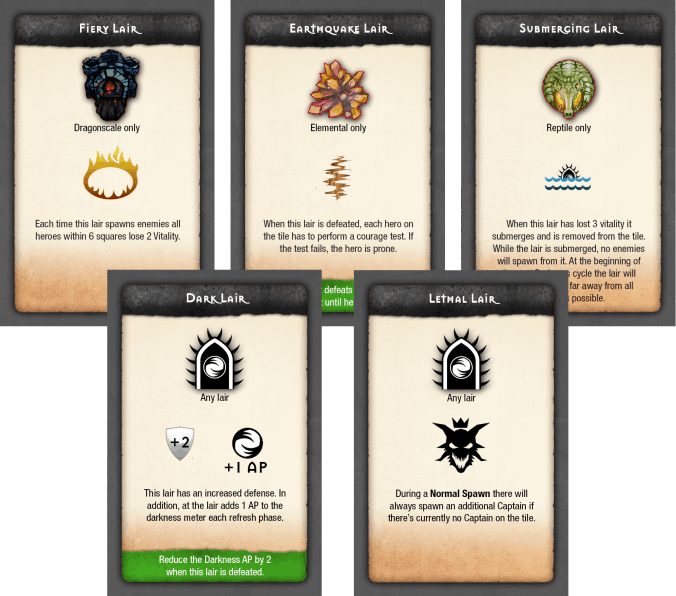 Fiery Lair
Dragonscale only
Each time this lair spawns enemies all
heroes within 6 squares lose 2 Vitality.
Earthquake Lair
Elemental only
When this lair is defeated, each hero on
the tile has to perform a courage test. If
the test fails, the hero is prone.
defeats
until he
Submerging Lair
Reptile only
When this lair has lost 3 vitality it
submerges and is removed from the tile.
While the lair is submerged, no enemies
will spawn from it. At the beginning of
s cycle the lair will
far away from all
s possible.
Dark Lair
Any lair
+2
+1 AP
This lair has an increased defense. In
addition, at the lair adds 1 AP to the
darkness meter each refresh phase.
Reduce the Darkness AP by 2
when this lair is defeated.
Lethal Lair
Any lair
During a Normal Spawn there will
always spawn an additional Captain if
there's currently no Captain on the tile.